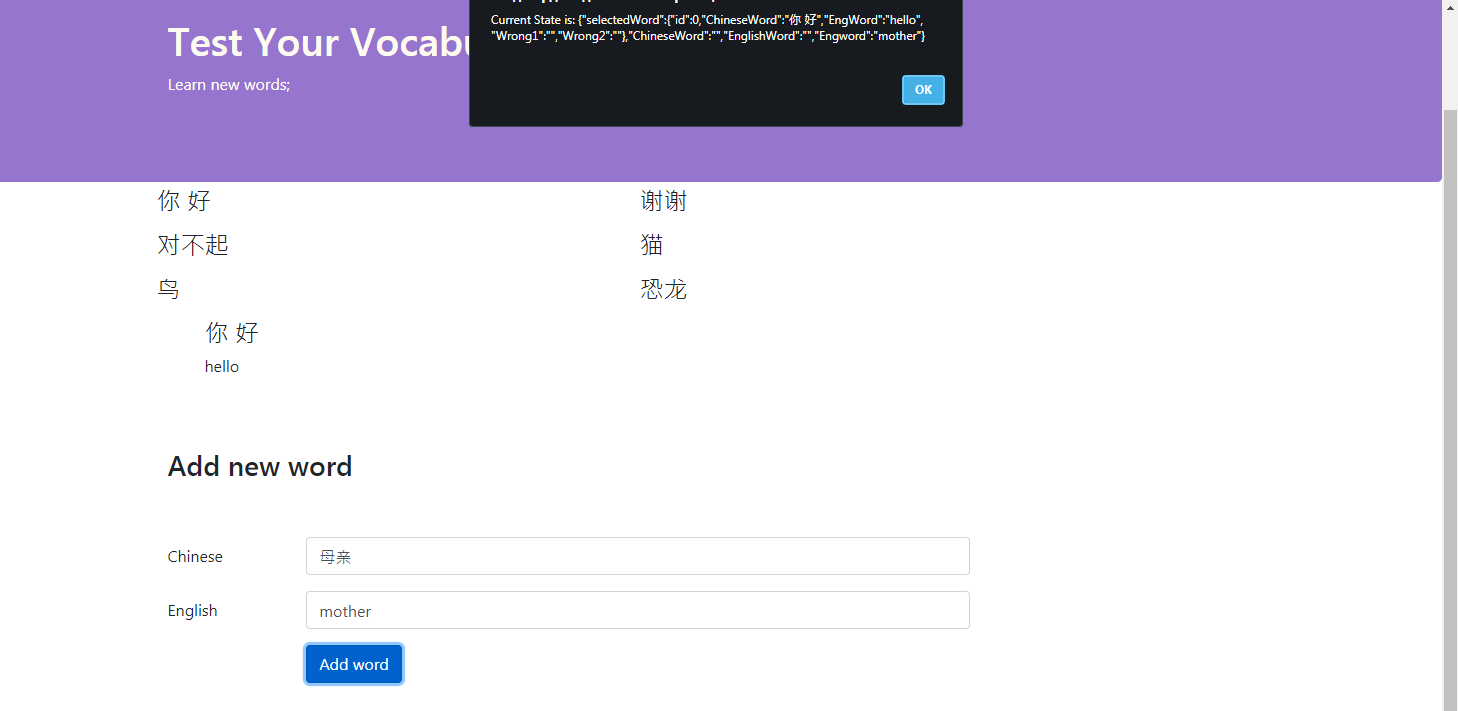 Test Your Vocabu
Learn new words;
Current State is: {"selectedWord":{"id":0,"ChineseWord":"你 好","EngWord":"hello",
"Wrong1":"","Wrong2":""},"ChineseWord":"","EnglishWord":"","Engword":"mother"}
OK
你 好
谢谢
对不起
猫
鸟
恐龙
你 好
hello
Add new word
Chinese
母亲
English
mother
Add word